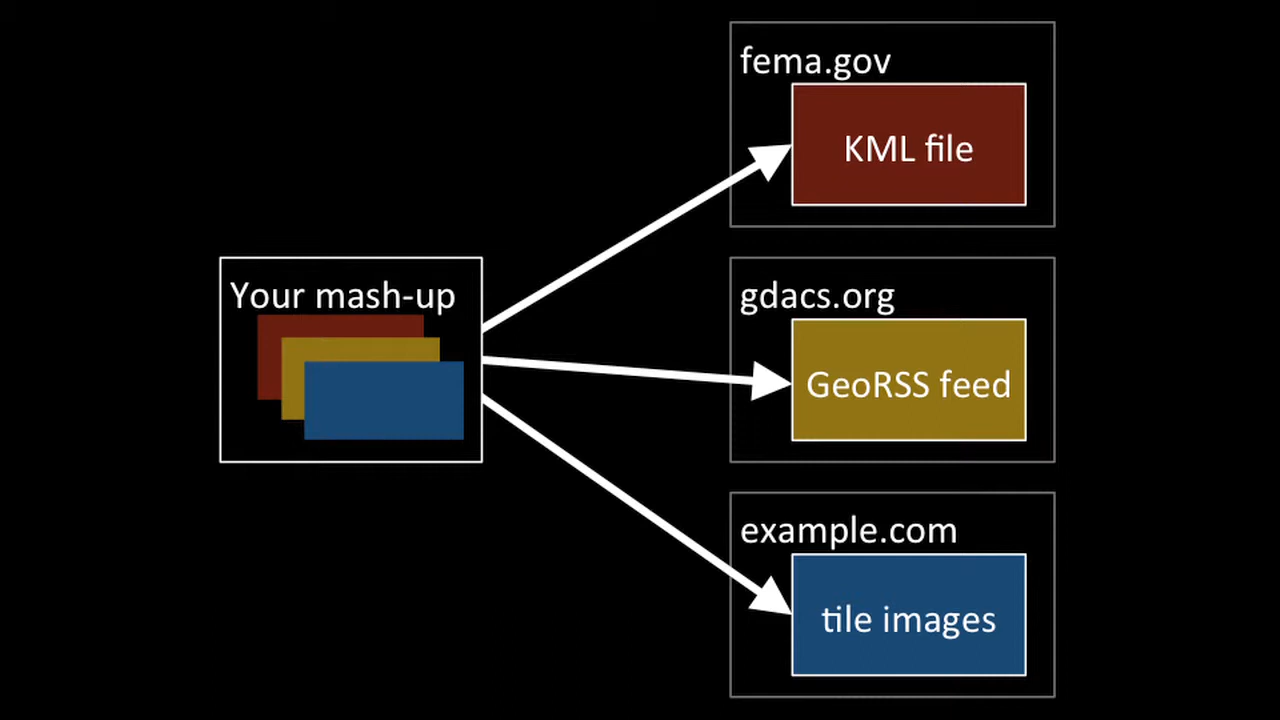 fema.gov
KML file
Your mash-up
gdacs.org
GeoRSS feed
example.com
tile images